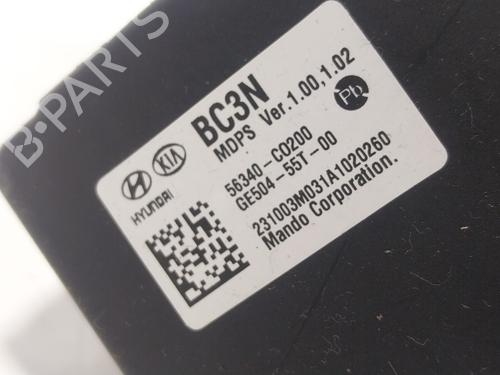 B-PARTS
BC3N
MDPS Ver.1.00,1.02
HYUNDAI
KIA
Pb
56340-C0200
GE504-55T-00
231003M031A1020260
Mando Corporation.